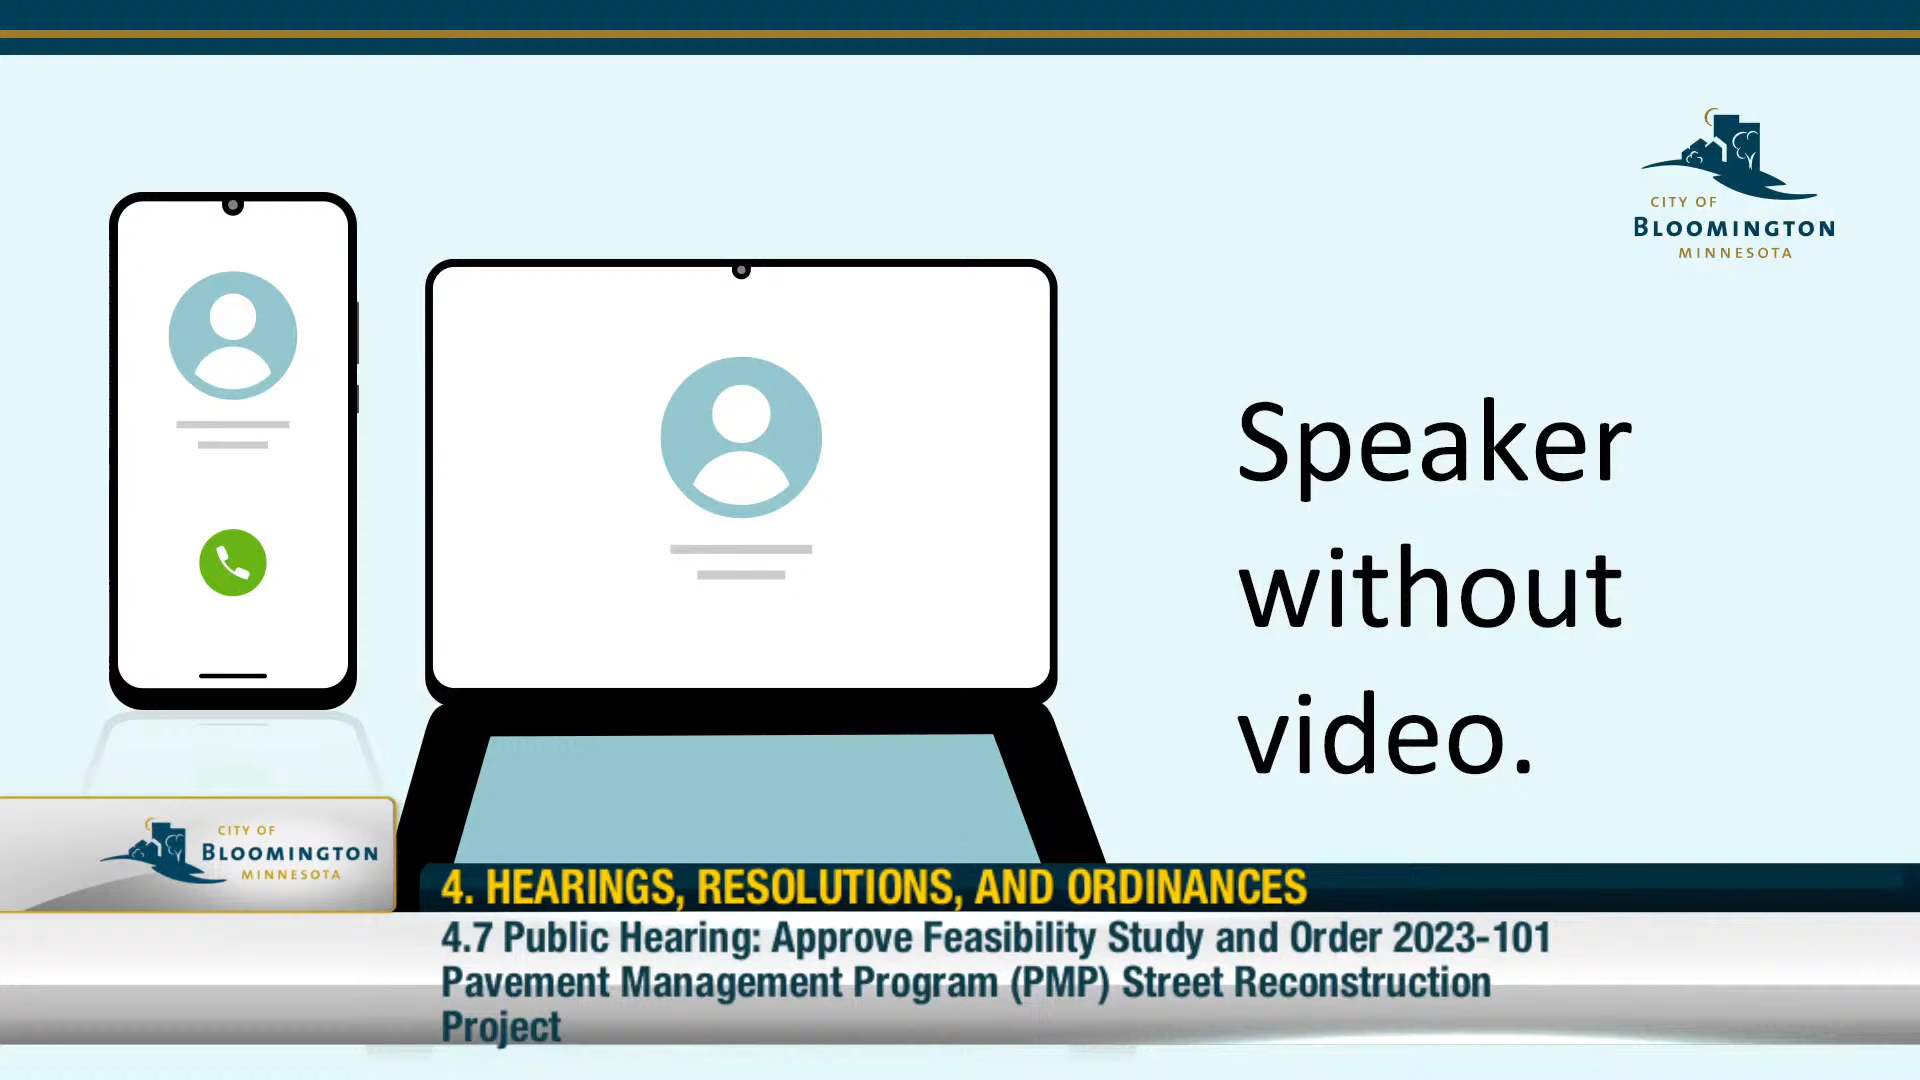 CITY OF
BLOOMINGTON
MINNESOTA
Speaker
without
video.
CITY OF
BLOOMINGTON
MINNESOTA
4. HEARINGS, RESOLUTIONS, AND ORDINANCES
4.7 Public Hearing: Approve Feasibility Study and Order 2023-101
Pavement Management Program (PMP) Street Reconstruction
Project